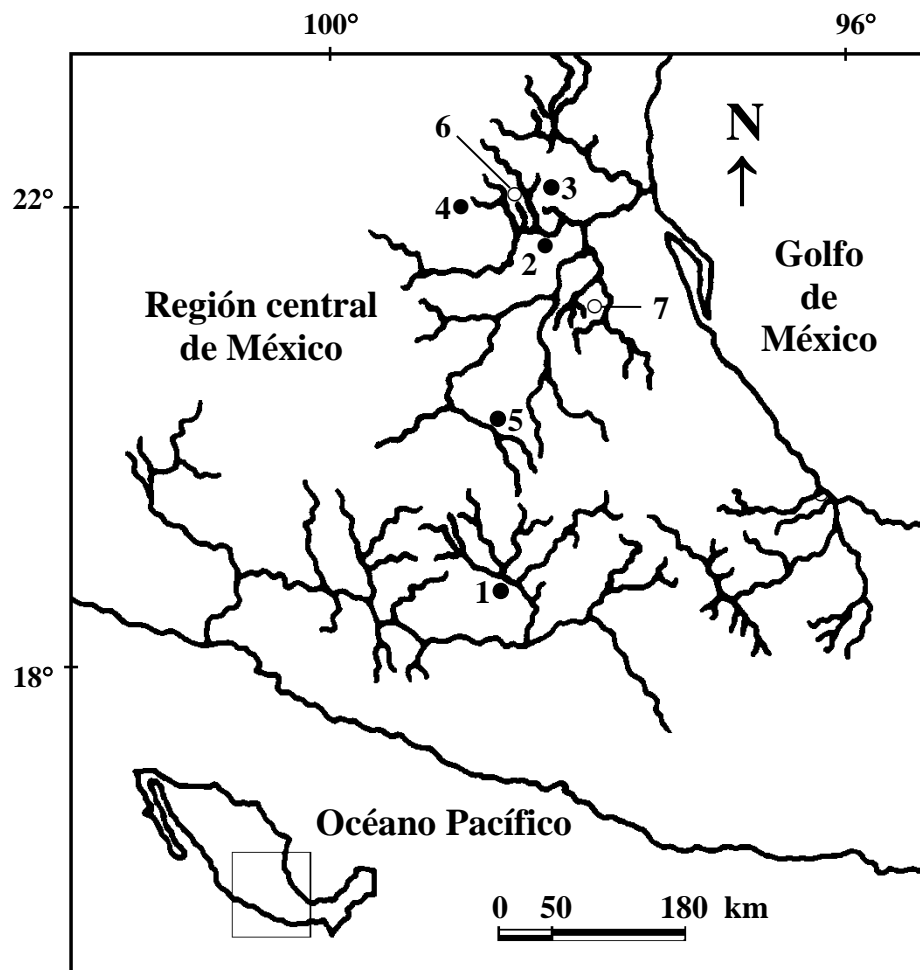 100°
96°
N
6
3
22°
4
2
Golfo
de
México
Región central
de México
7
5
1
18°
Océano Pacífico
0 50 180 km